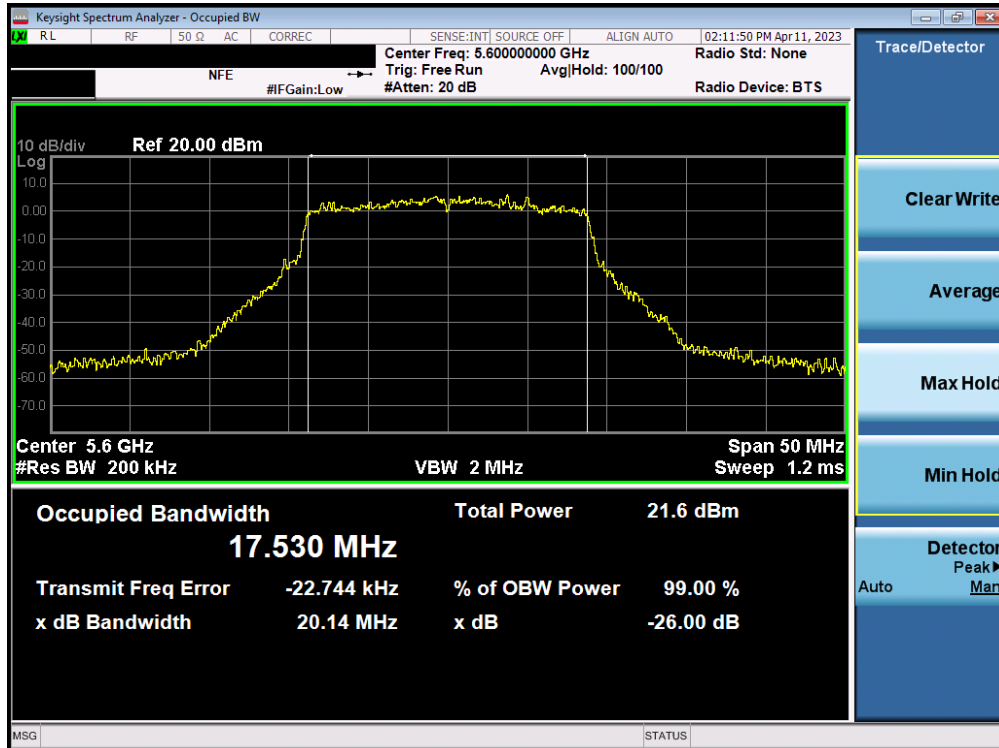 Keysight Spectrum Analyzer - Occupied BW
LXI RL RF 50 Ω AC CORREC SENSE:INT SOURCE OFF ALIGN AUTO 02:11:50 PM Apr 11, 2023
Center Freq: 5.600000000 GHz Radio Std: None
NFE Trig: Free Run Avg|Hold: 100/100
#IFGain:Low #Atten: 20 dB Radio Device: BTS
Trace/Detector
10 dB/div Ref 20.00 dBm
Log
10.0
0.00
-10.0
-20.0
-30.0
-40.0
-50.0
-60.0
-70.0
Center 5.6 GHz Span 50 MHz
#Res BW 200 kHz VBW 2 MHz Sweep 1.2 ms
Occupied Bandwidth Total Power 21.6 dBm
17.530 MHz
Transmit Freq Error -22.744 kHz % of OBW Power 99.00 %
x dB Bandwidth 20.14 MHz x dB -26.00 dB
Clear Write
Average
Max Hold
Min Hold
Detector
Peak▶
Auto Man
MSG STATUS